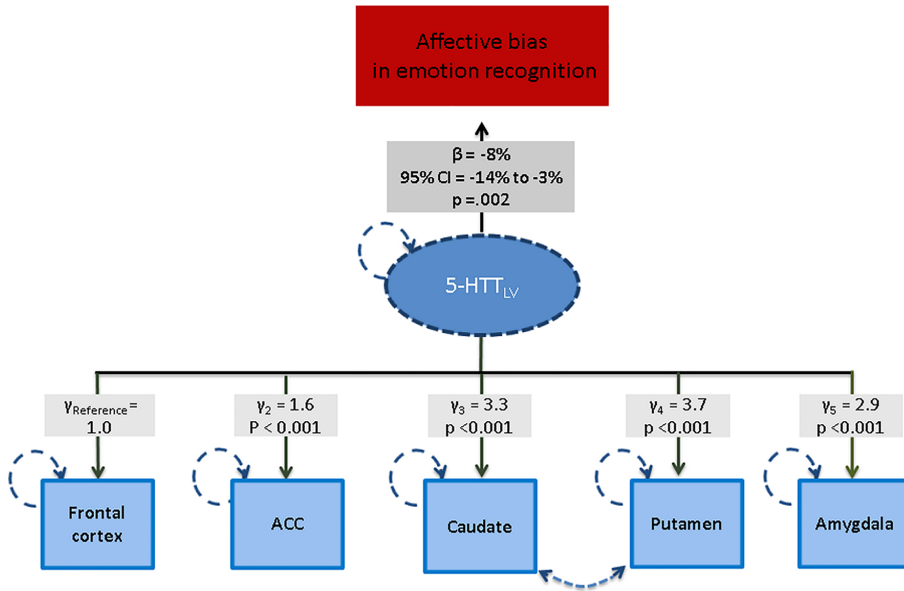 Affective bias
in emotion recognition
β = -8%
95% CI = -14% to -3%
p =.002
5-HTT_LV
γ_Reference =
1.0
γ₂ = 1.6
P < 0.001
γ₃ = 3.3
p <0.001
γ₄ = 3.7
p <0.001
γ₅ = 2.9
p <0.001
Frontal
cortex
ACC
Caudate
Putamen
Amygdala